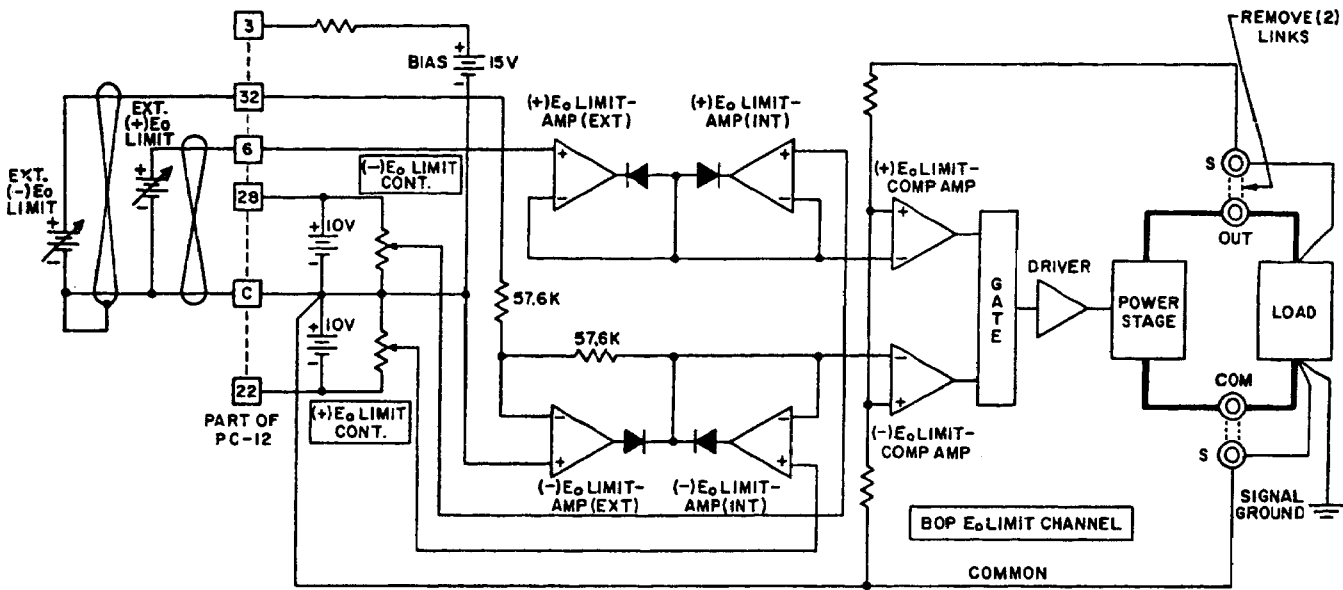 3
BIAS
+
-
15V
REMOVE (2)
LINKS
32
EXT.
(+)Eo
LIMIT
6
28
C
22
EXT.
(-)Eo
LIMIT
+
-
+
-
(-)Eo LIMIT
CONT.
(+)Eo LIMIT
CONT.
+
10V
-
+
10V
-
PART OF
PC-12
57.6K
57.6K
(+)Eo LIMIT-
AMP (EXT)
(+)Eo LIMIT-
AMP (INT)
+
-
+
-
(-)Eo LIMIT-
AMP (EXT)
(-)Eo LIMIT-
AMP (INT)
-
+
-
+
(+)Eo LIMIT-
COMP AMP
+
-
(-)Eo LIMIT-
COMP AMP
-
+
GATE
DRIVER
POWER
STAGE
LOAD
S
OUT
COM
S
SIGNAL
GROUND
BOP Eo LIMIT CHANNEL
COMMON